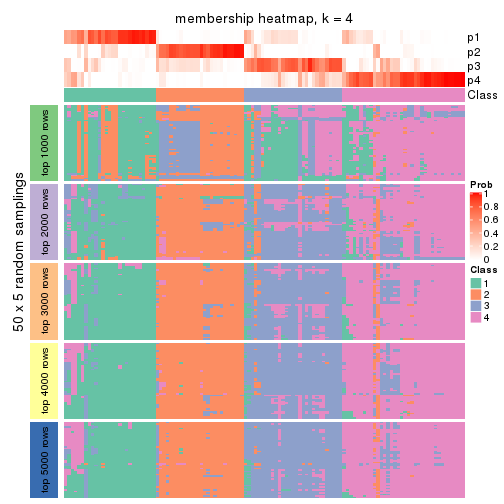 membership heatmap, k = 4
p1
p2
p3
p4
Class
50 x 5 random samplings
top 1000 rows
top 2000 rows
top 3000 rows
top 4000 rows
top 5000 rows
Prob
1
0.8
0.6
0.4
0.2
0
Class
1
2
3
4